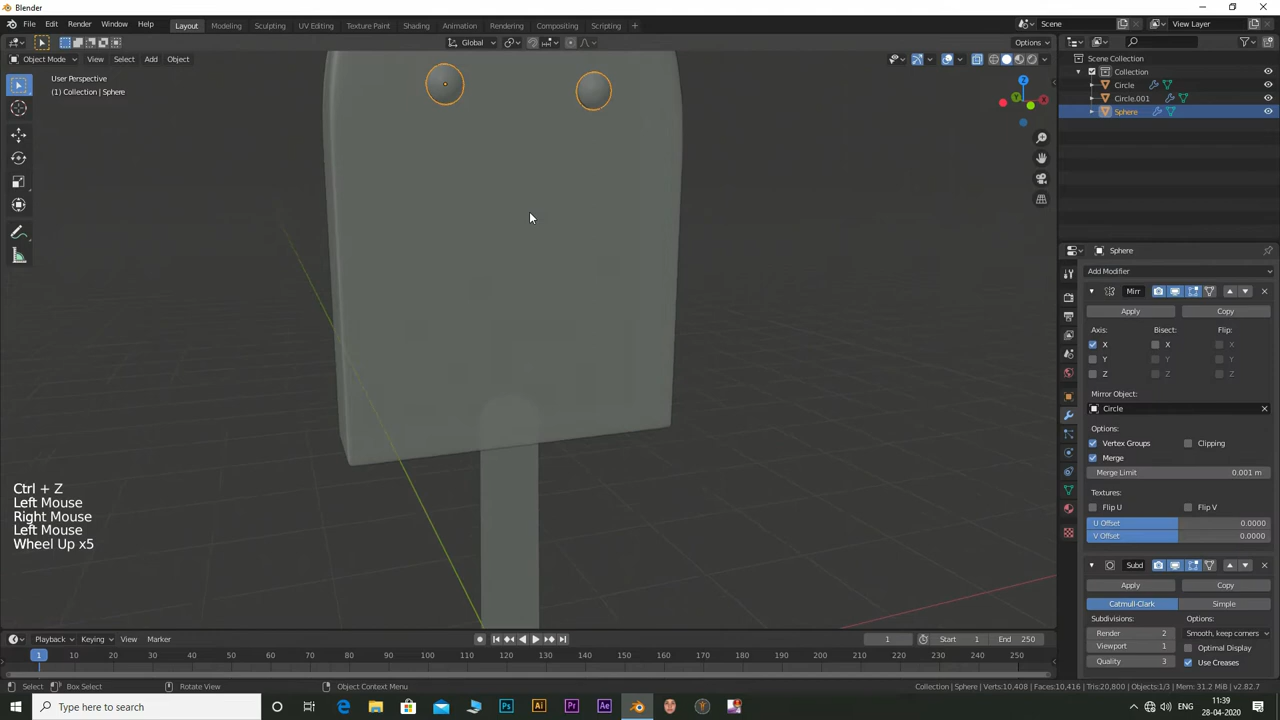 Blender
File Edit Render Window Help
Layout Modeling Sculpting UV Editing Texture Paint Shading Animation Rendering Compositing Scripting +
Scene View Layer
Global Options
Object Mode View Select Add Object
User Perspective
(1) Collection | Sphere
Scene Collection
Collection
Circle
Circle.001
Sphere
Z
X
Y
Sphere
Add Modifier
Mirr
Apply Copy
Axis: Bisect: Flip:
X X X
Y Y Y
Z Z Z
Mirror Object:
Circle
Options:
Vertex Groups Clipping
Merge
Merge Limit 0.001 m
Textures:
Flip U Flip V
U Offset 0.0000
V Offset 0.0000
Subd
Apply Copy
Catmull-Clark Simple
Subdivisions: Options:
Render 2 Smooth, keep corners
Viewport 1 Optimal Display
Quality 3 Use Creases
Ctrl + Z
Left Mouse
Right Mouse
Left Mouse
Wheel Up x5
Playback Keying View Marker 1 Start 1 End 250
1 10 20 30 40 50 60 70 80 90 100 110 120 130 140 150 160 170 180 190 200 210 220 230 240 250
Select Box Select Rotate View Object Context Menu Collection | Sphere | Verts:10,408 | Faces:10,416 | Tris:20,800 | Objects:1/3 | Mem: 31.2 MiB | v2.82.7
Type here to search Ps Ai Pr Ae 11:39
28-04-2020